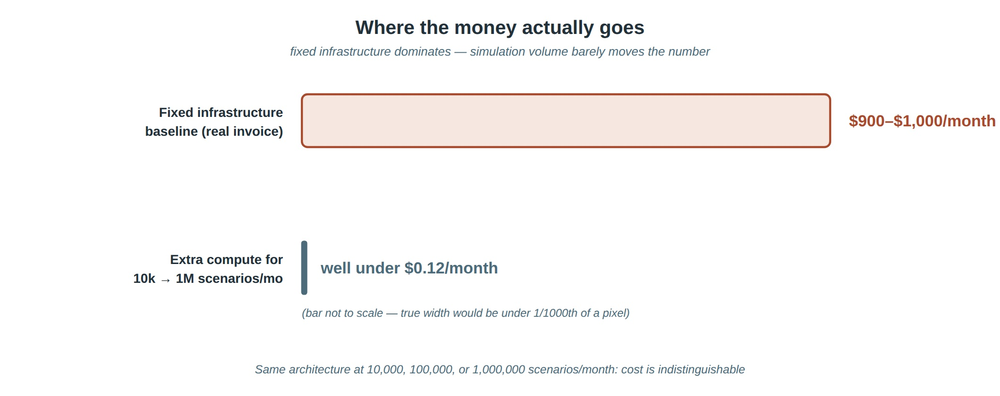 Where the money actually goes
fixed infrastructure dominates — simulation volume barely moves the number
Fixed infrastructure
baseline (real invoice)
$900–$1,000/month
Extra compute for
10k → 1M scenarios/mo
well under $0.12/month
(bar not to scale — true width would be under 1/1000th of a pixel)
Same architecture at 10,000, 100,000, or 1,000,000 scenarios/month: cost is indistinguishable